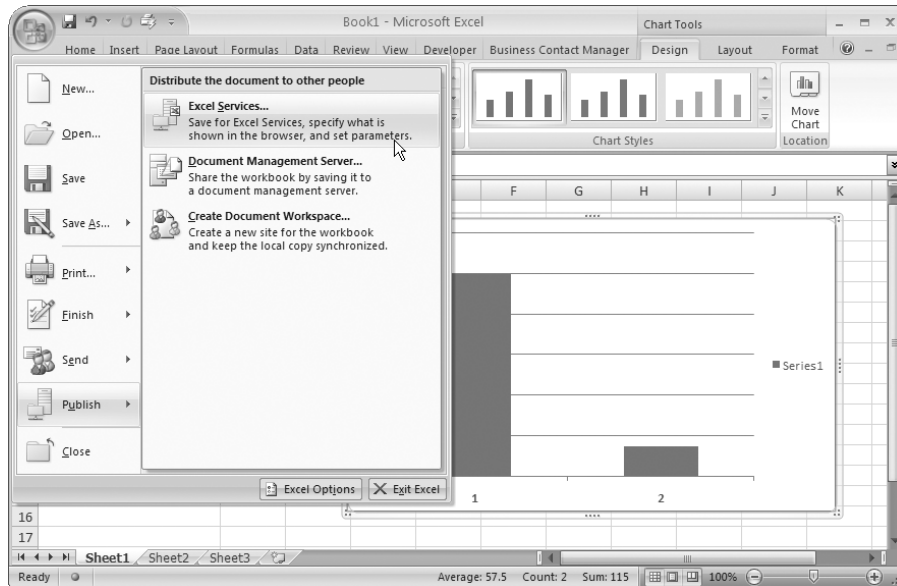 Book1 - Microsoft Excel
Chart Tools
Home Insert Page Layout Formulas Data Review View Developer Business Contact Manager Design Layout Format
New...
Open...
Save
Save As...
Print...
Finish
Send
Publish
Close
Distribute the document to other people
Excel Services...
Save for Excel Services, specify what is
shown in the browser, and set parameters.
Document Management Server...
Share the workbook by saving it to
a document management server.
Create Document Workspace...
Create a new site for the workbook
and keep the local copy synchronized.
Excel Options Exit Excel
Chart Styles
Move
Chart
Location
F G H I J K
Series1
1 2
16
17
Sheet1 Sheet2 Sheet3
Ready Average: 57.5 Count: 2 Sum: 115 100%